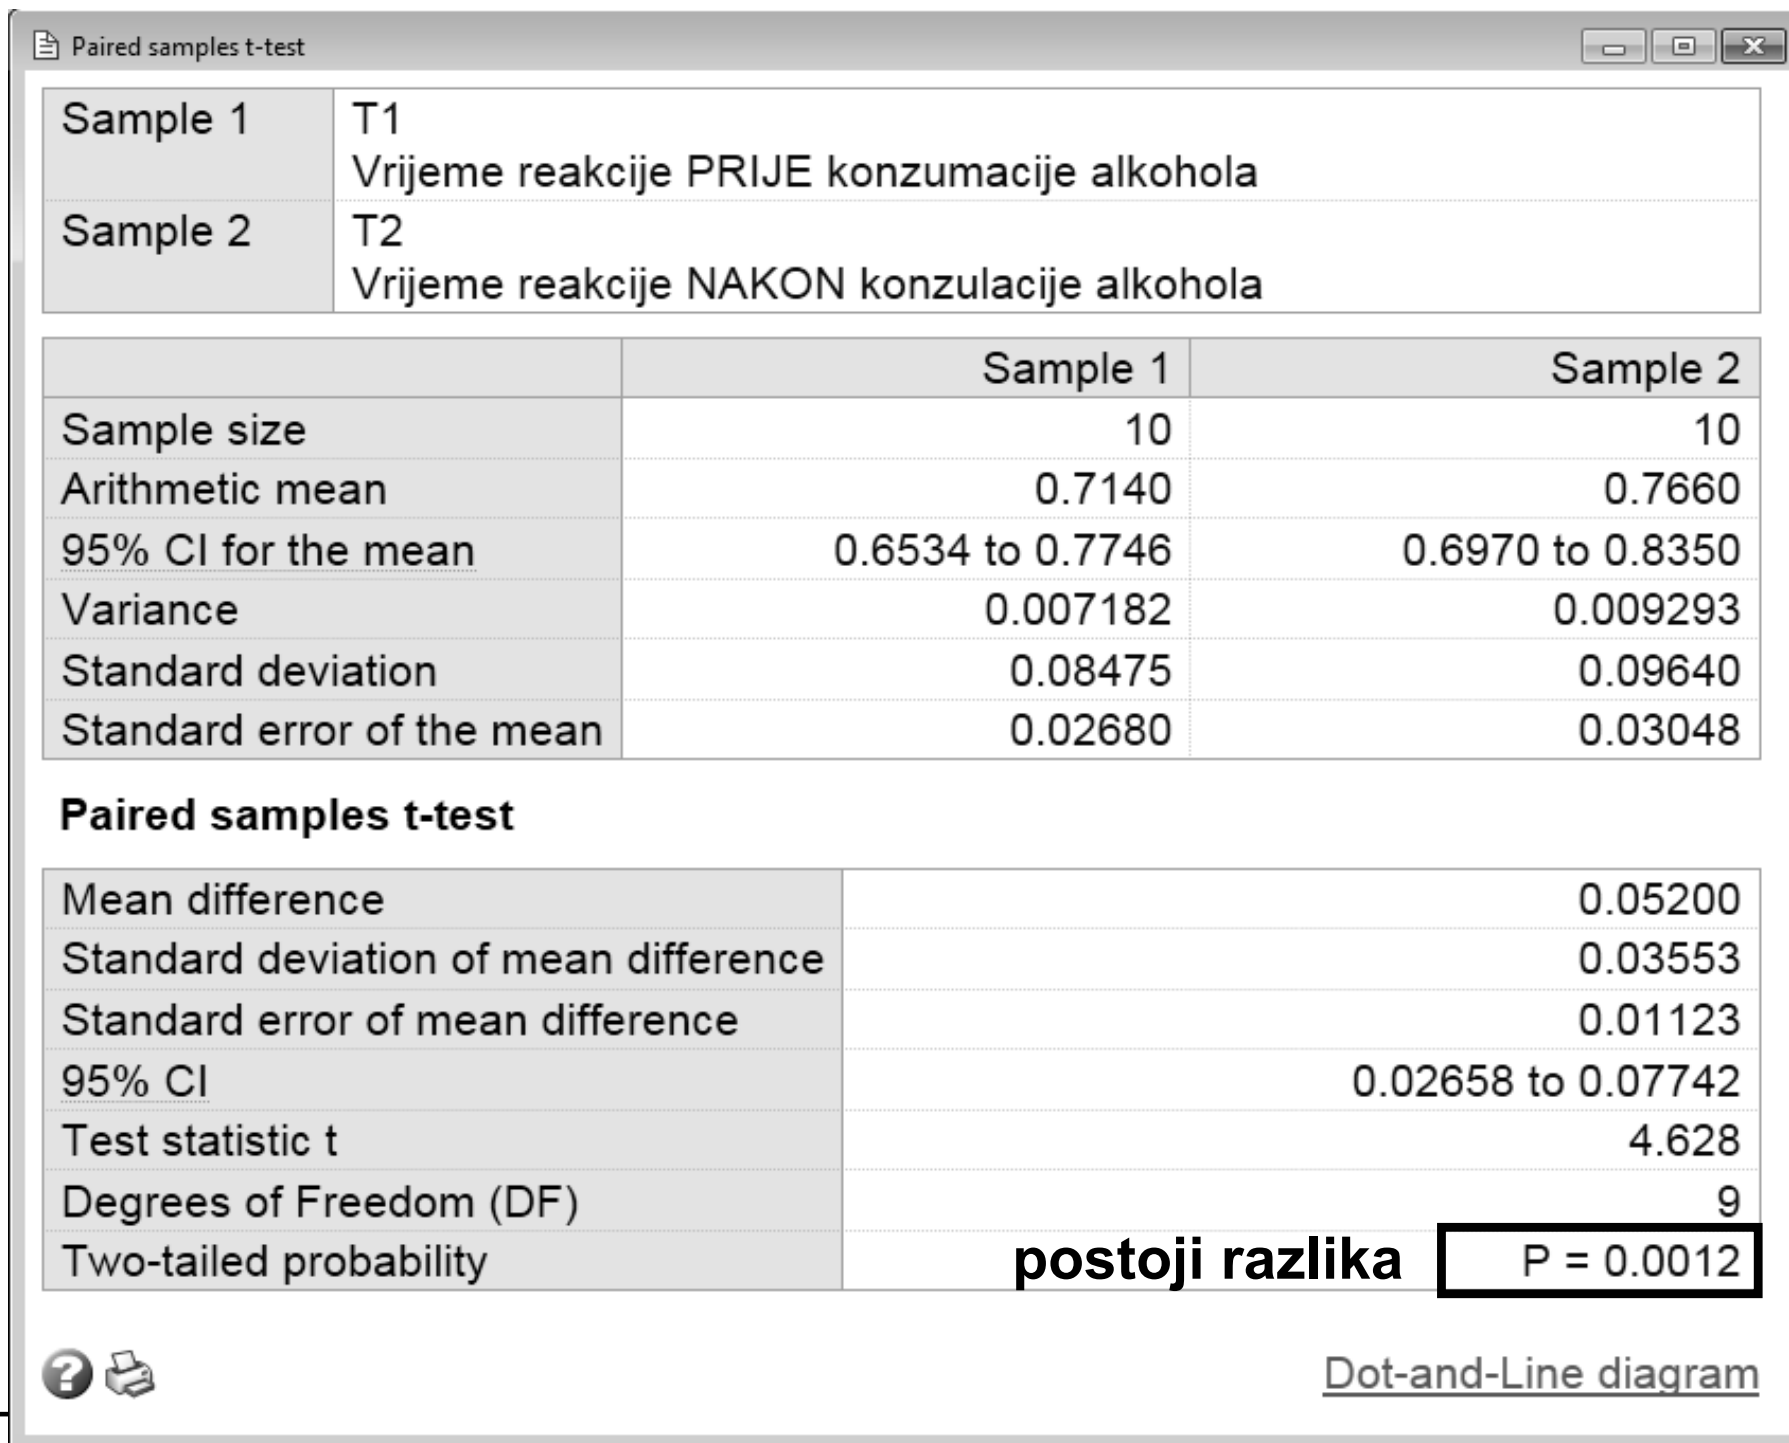 Paired samples t-test
Sample 1 T1
Vrijeme reakcije PRIJE konzumacije alkohola
Sample 2 T2
Vrijeme reakcije NAKON konzulacije alkohola
Sample 1 Sample 2
Sample size 10 10
Arithmetic mean 0.7140 0.7660
95% CI for the mean 0.6534 to 0.7746 0.6970 to 0.8350
Variance 0.007182 0.009293
Standard deviation 0.08475 0.09640
Standard error of the mean 0.02680 0.03048
Paired samples t-test
Mean difference 0.05200
Standard deviation of mean difference 0.03553
Standard error of mean difference 0.01123
95% CI 0.02658 to 0.07742
Test statistic t 4.628
Degrees of Freedom (DF) 9
Two-tailed probability postoji razlika P = 0.0012
Dot-and-Line diagram